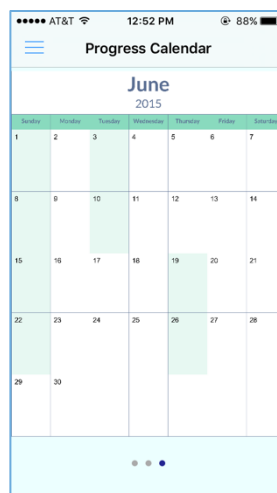 AT&T 12:52 PM 88%
Progress Calendar
June
2015
Sunday Monday Tuesday Wednesday Thursday Friday Saturday
1 2 3 4 5 6 7
8 9 10 11 12 13 14
15 16 17 18 19 20 21
22 23 24 25 26 27 28
29 30